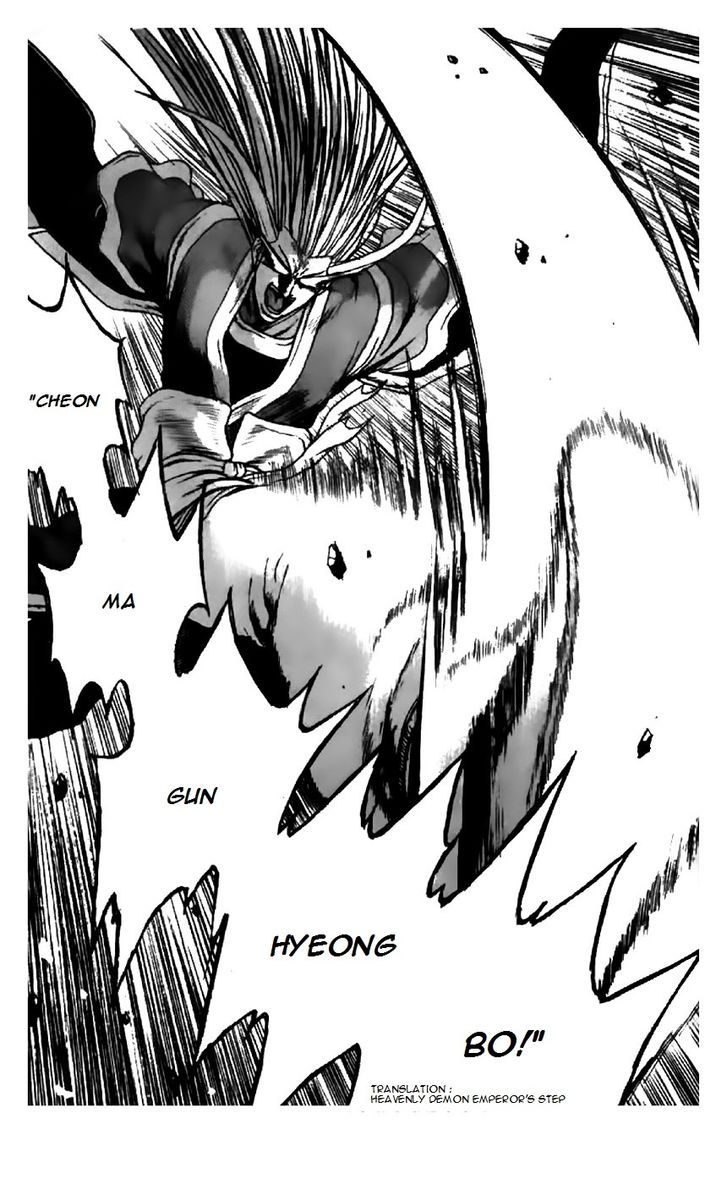 "CHEON
MA
GUN
HYEONG
BO!"
TRANSLATION :
HEAVENLY DEMON EMPEROR'S STEP